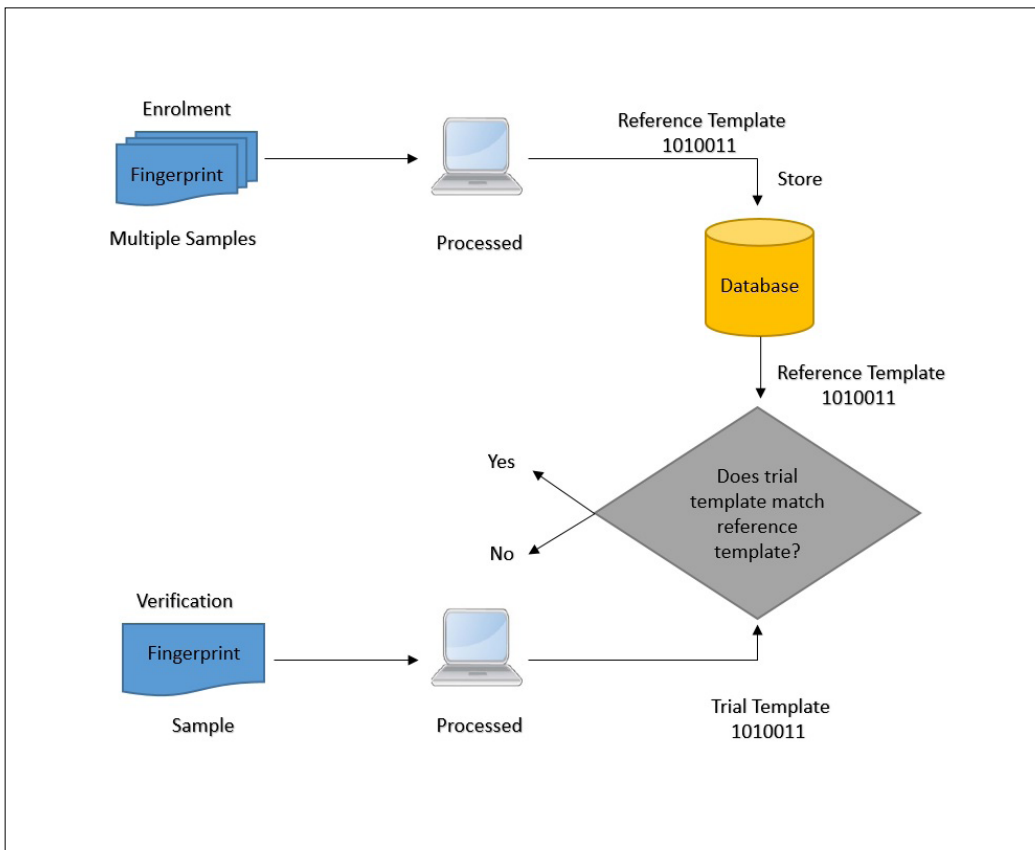 Enrolment
Fingerprint
Multiple Samples
Processed
Reference Template
1010011
Store
Database
Reference Template
1010011
Does trial
template match
reference
template?
Yes
No
Verification
Fingerprint
Sample
Processed
Trial Template
1010011